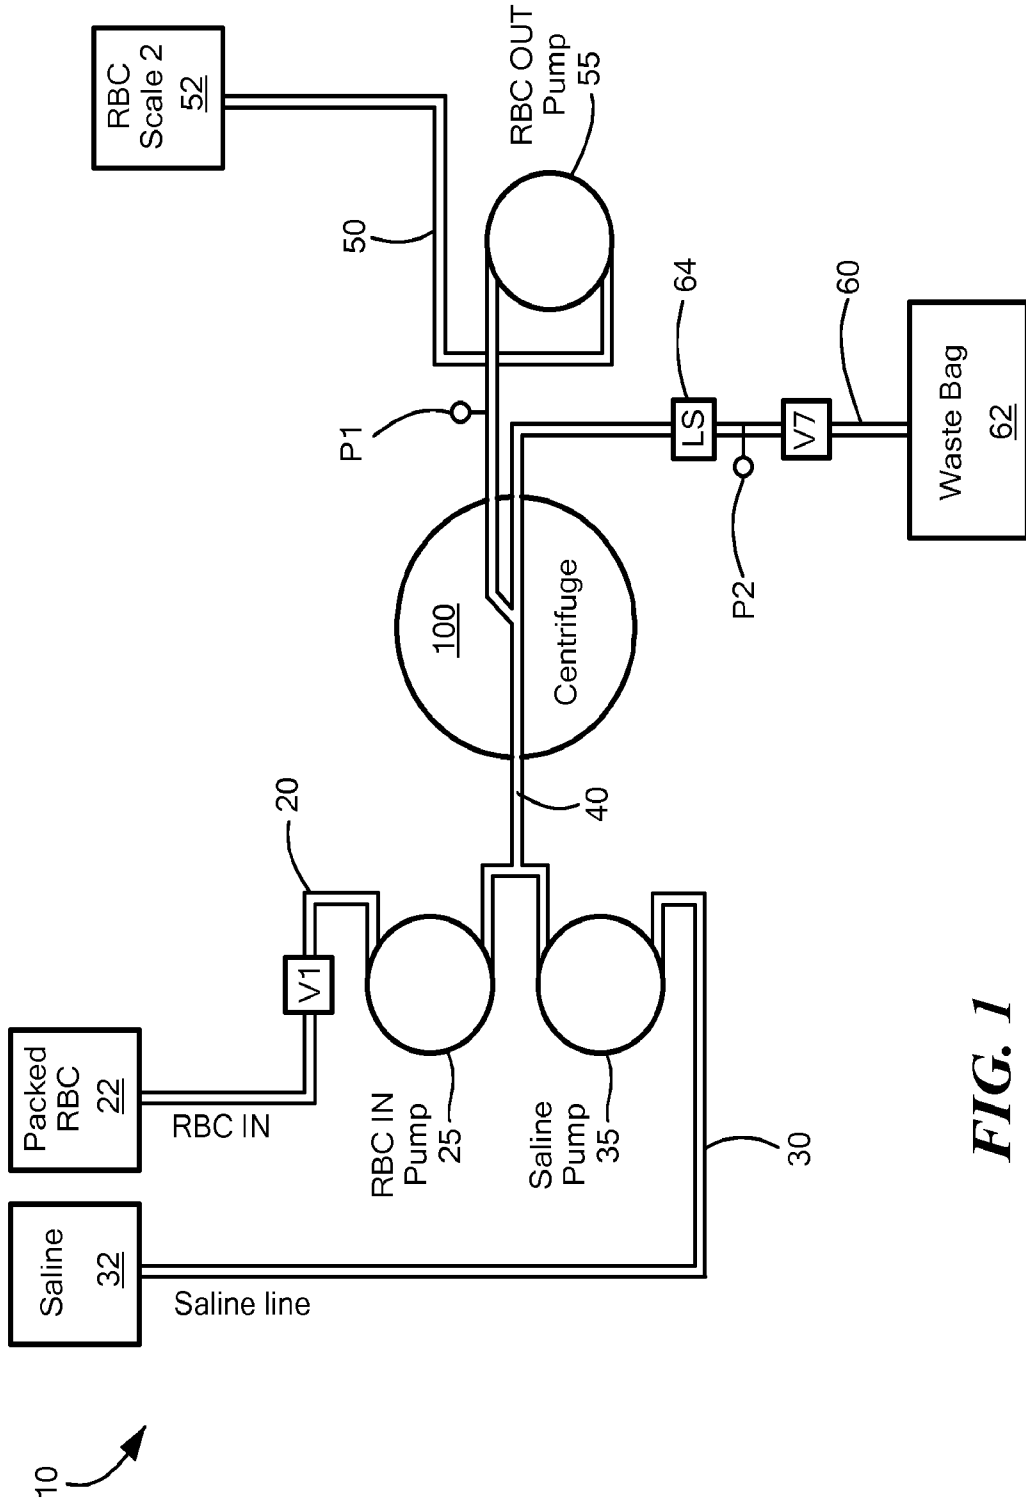 10
Saline
32
Saline line
Packed
RBC
22
RBC IN
V1
20
RBC IN
Pump
25
Saline
Pump
35
30
40
100
Centrifuge
P1
50
RBC
Scale 2
52
RBC OUT
Pump
55
LS
64
P2
V7
60
Waste Bag
62
FIG. 1